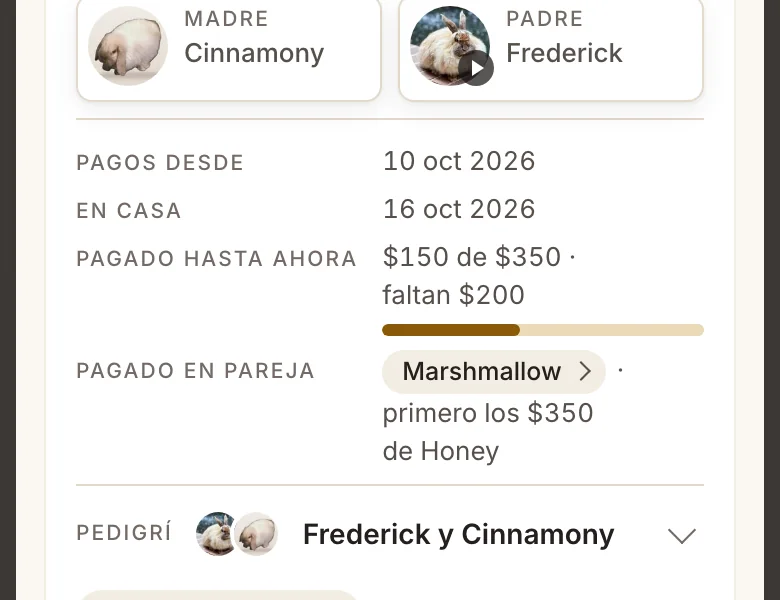 MADRE
Cinnamony
PADRE
Frederick
PAGOS DESDE
10 oct 2026
EN CASA
16 oct 2026
PAGADO HASTA AHORA
$150 de $350 ·
faltan $200
PAGADO EN PAREJA
Marshmallow ·
primero los $350
de Honey
PEDIGRÍ
Frederick y Cinnamony